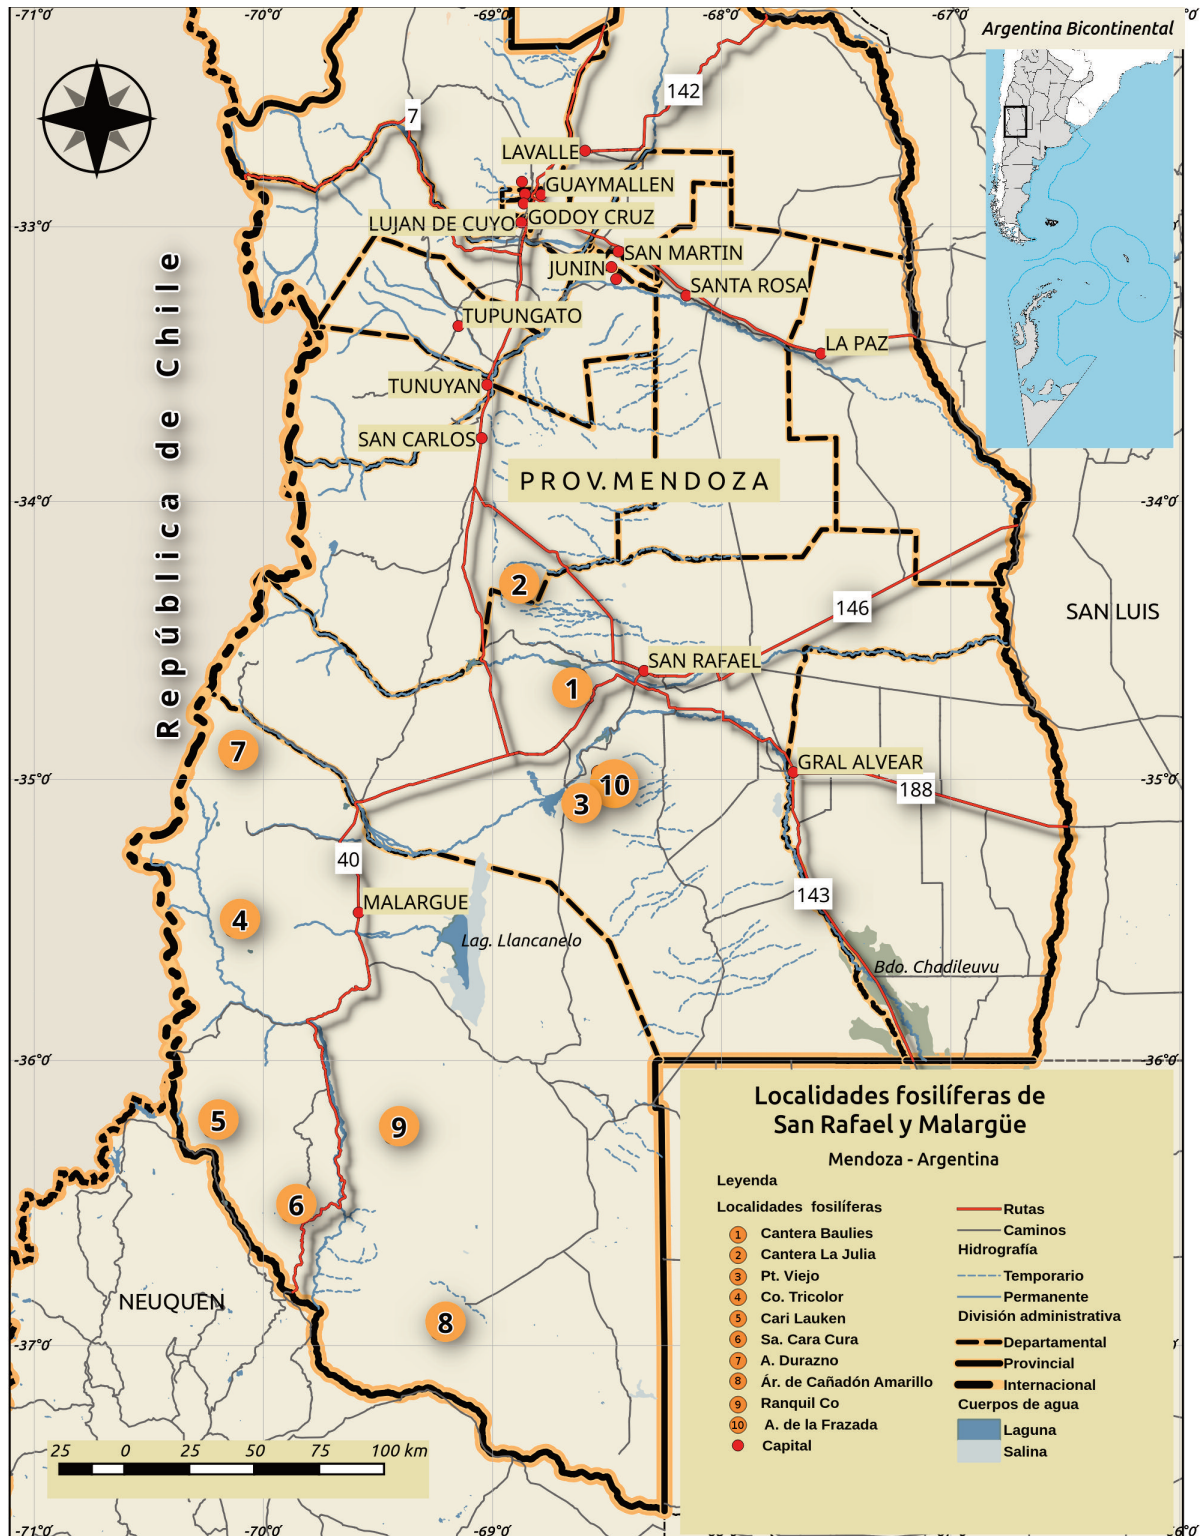 -71°0'
-70°0'
-69°0'
-68°0'
-67°0'
Argentina Bicontinental
142
7
LAVALLE
GUAYMALLEN
GODOY CRUZ
LUJAN DE CUYO
-33°0'
SAN MARTIN
JUNIN
SANTA ROSA
TUPUNGATO
LA PAZ
TUNUYAN
SAN CARLOS
República de Chile
PROV.MENDOZA
-34°0'
-34°0'
2
146
SAN LUIS
SAN RAFAEL
1
7
GRAL ALVEAR
-35°0'
-35°0'
10
3
188
40
143
MALARGUE
4
Lag. Llancanelo
Bdo. Chadileuvu
-36°0'
-36°0'
5
9
6
NEUQUEN
8
-37°0'
Localidades fosilíferas de
San Rafael y Malargüe
Mendoza - Argentina
Leyenda
Localidades fosilíferas
1 Cantera Baulies
2 Cantera La Julia
3 Pt. Viejo
4 Co. Tricolor
5 Cari Lauken
6 Sa. Cara Cura
7 A. Durazno
8 Ár. de Cañadón Amarillo
9 Ranquil Co
10 A. de la Frazada
Capital
Rutas
Caminos
Hidrografía
Temporario
Permanente
División administrativa
Departamental
Provincial
Internacional
Cuerpos de agua
Laguna
Salina
25 0 25 50 75 100 km
-71°0'
-70°0'
-69°0'